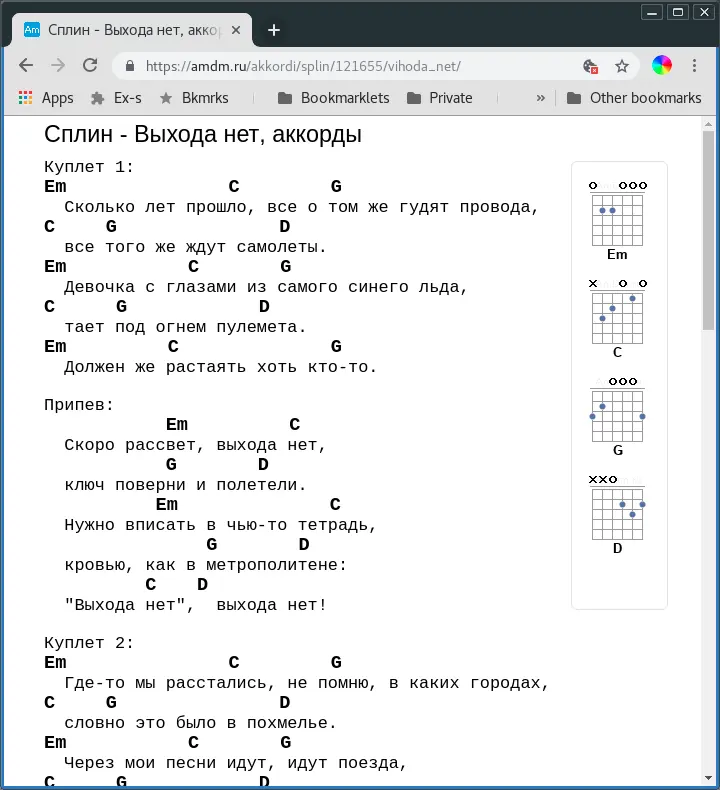 Am Сплин - Выхода нет, аккор
https://amdm.ru/akkordi/splin/121655/vihoda_net/
Apps Ex-s Bkmrks Bookmarklets Private » Other bookmarks
Сплин - Выхода нет, аккорды
Куплет 1:
Em C G
Сколько лет прошло, все о том же гудят провода,
C G D
все того же ждут самолеты.
Em C G
Девочка с глазами из самого синего льда,
C G D
тает под огнем пулемета.
Em C G
Должен же растаять хоть кто-то.
Припев:
Em C
Скоро рассвет, выхода нет,
G D
ключ поверни и полетели.
Em C
Нужно вписать в чью-то тетрадь,
G D
кровью, как в метрополитене:
C D
"Выхода нет", выхода нет!
Куплет 2:
Em C G
Где-то мы расстались, не помню, в каких городах,
C G D
словно это было в похмелье.
Em C G
Через мои песни идут, идут поезда,
C G D
o ooo
Em
x o o
C
ooo
G
xxo
D